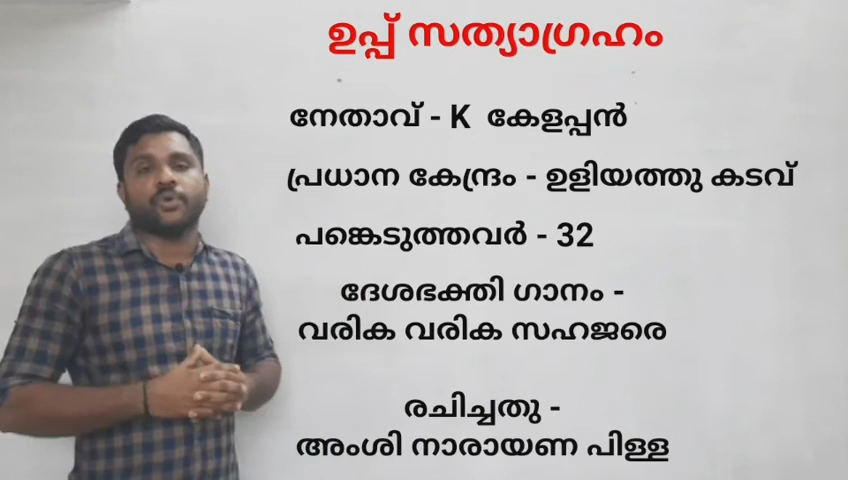 ഉപ്പ് സത്യാഗ്രഹം
നേതാവ് - K കേളപ്പൻ
പ്രധാന കേന്ദ്രം - ഉളിയത്തു കടവ്
പങ്കെടുത്തവർ - 32
ദേശഭക്തി ഗാനം -
വരിക വരിക സഹജരെ
രചിച്ചതു -
അംശി നാരായണ പിള്ള